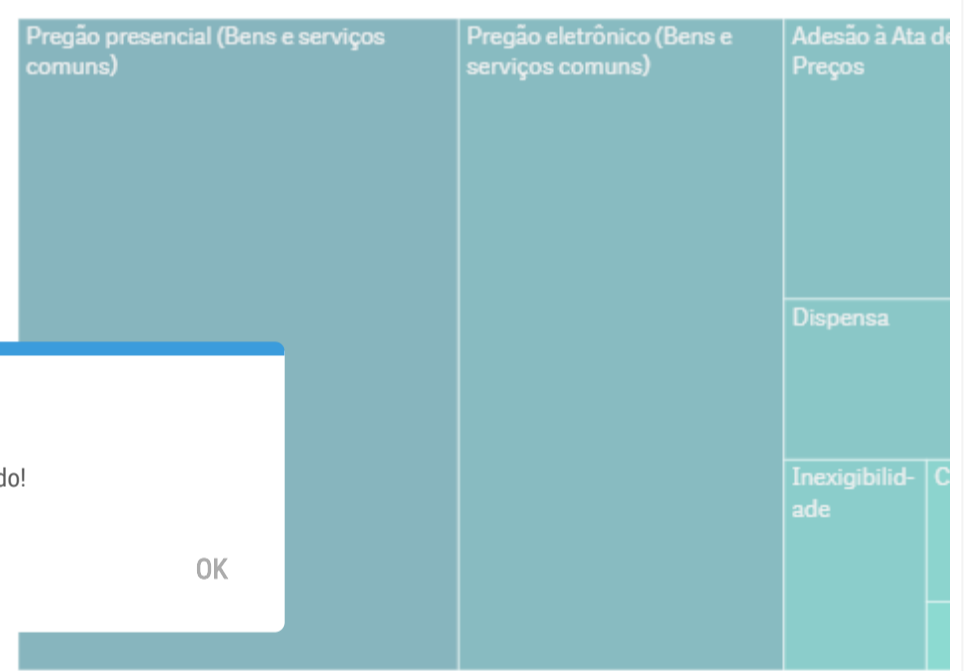 Pregão presencial (Bens e serviços
comuns)
Pregão eletrônico (Bens e
serviços comuns)
Adesão à Ata de
Preços
Dispensa
Inexigibilid-
ade
C
do!
OK